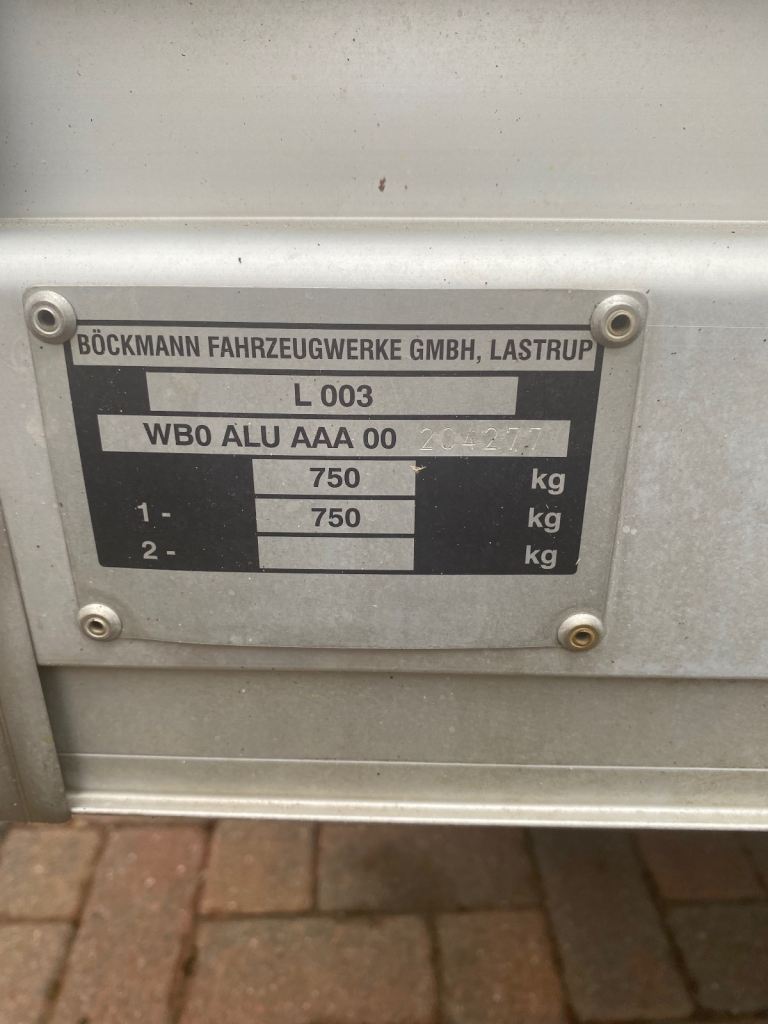 BÖCKMANN FAHRZEUGWERKE GMBH, LASTRUP
L 003
WB0 ALU AAA 00 204277
750 kg
1 - 750 kg
2 - kg